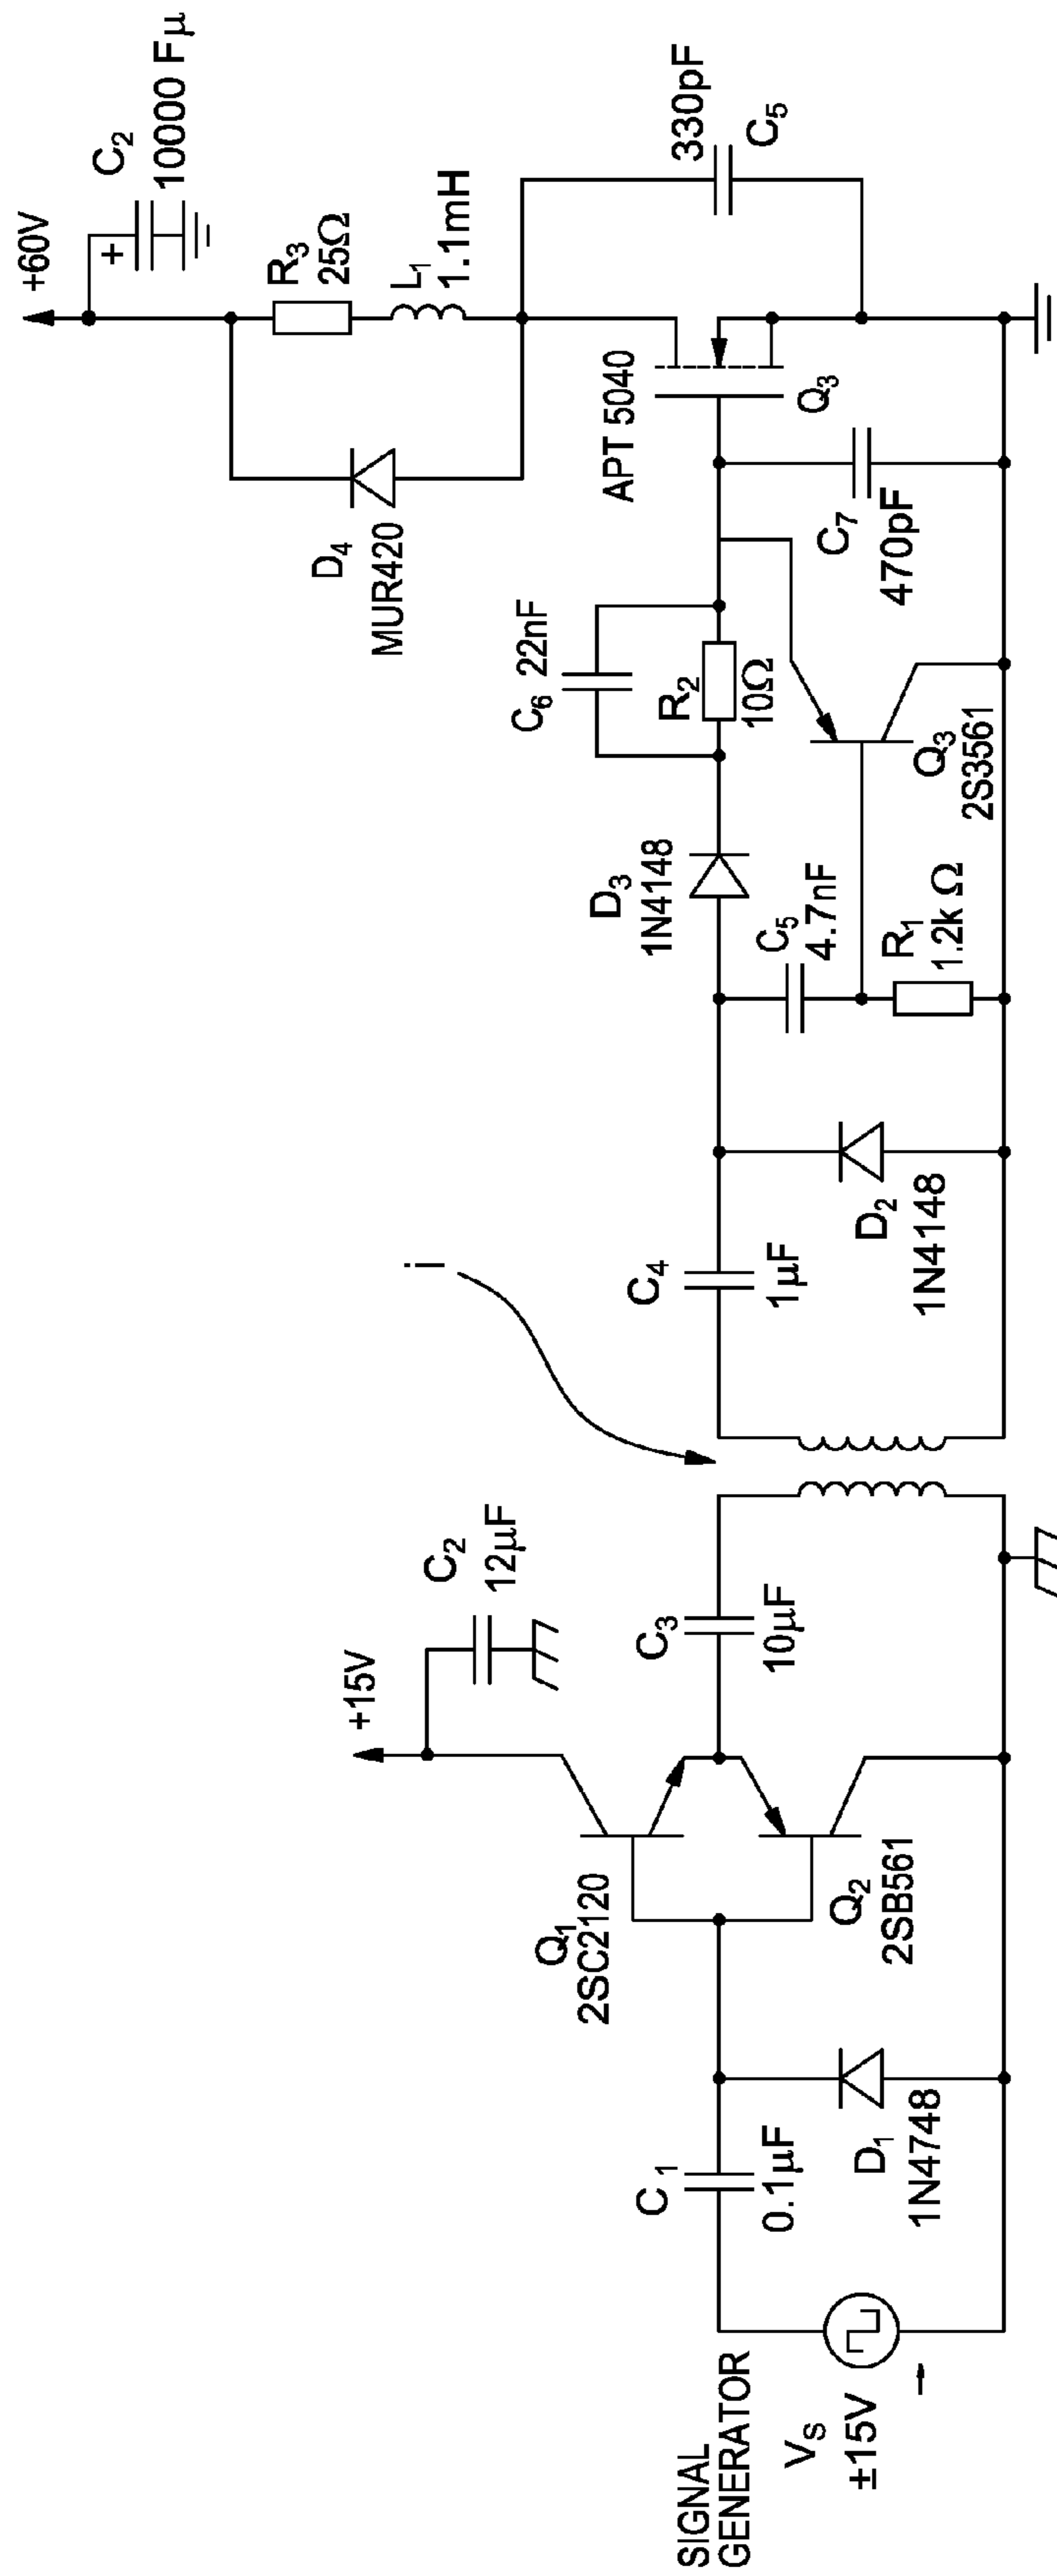 SIGNAL
GENERATOR
VS
±15V
C1
0.1µF
D1
1N4748
Q1
2SC2120
Q2
2SB561
+15V
C2
12µF
C3
10µF
i
C4
1µF
D2
1N4148
C5
4.7nF
R1
1.2k Ω
D3
1N4148
C6 22nF
R2
10Ω
Q3
2S3561
C7
470pF
D4
MUR420
APT 5040
Q3
+60V
C2
10000 Fµ
+
R3
25Ω
L1
1.1mH
330pF
C5